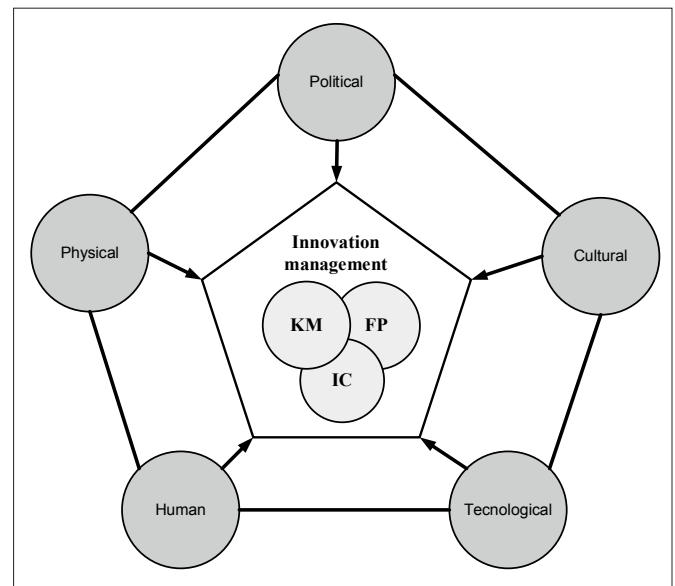 Political
Physical
Innovation
management
Cultural
KM
FP
IC
Human
Tecnological